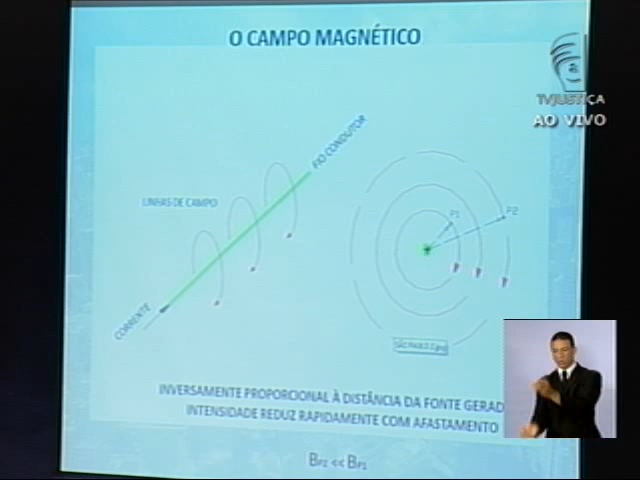 O CAMPO MAGNÉTICO
TVJUSTIÇA
AO VIVO
FIO CONDUTOR
LINHAS DE CAMPO
P1
P2
CORRENTE
INVERSAMENTE PROPORCIONAL À DISTÂNCIA DA FONTE GERAD
INTENSIDADE REDUZ RAPIDAMENTE COM AFASTAMENTO
BP2 << BP1